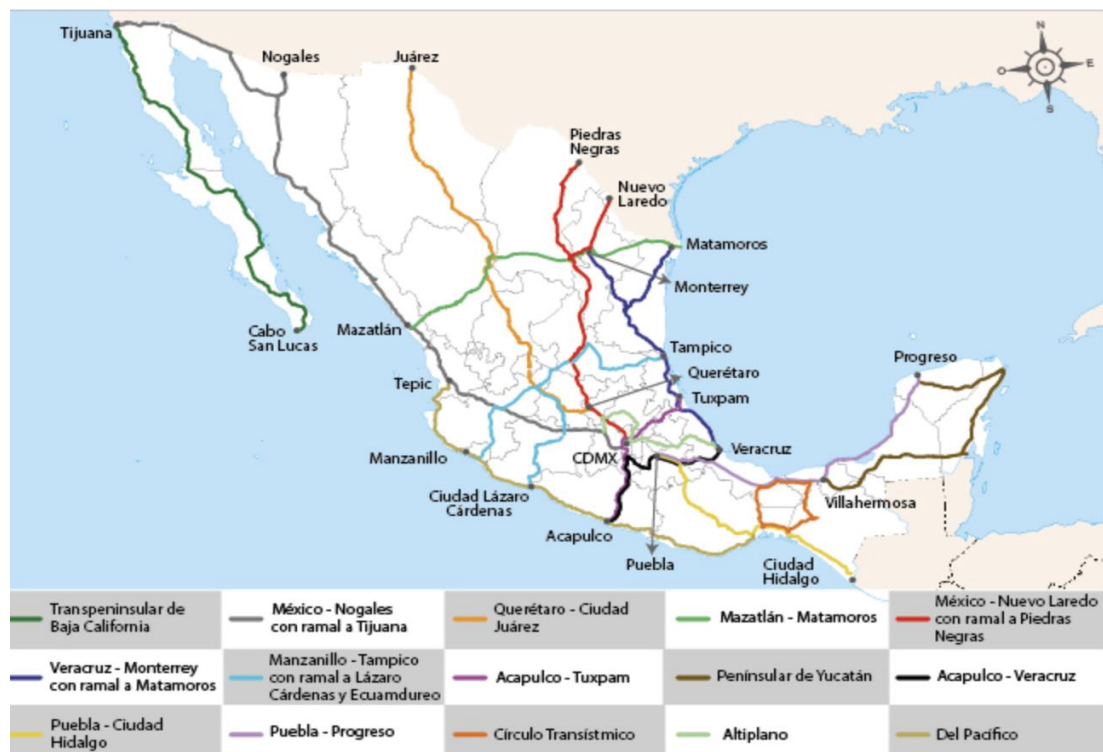 N
O
E
S
Tijuana
Nogales
Juárez
Piedras
Negras
Nuevo
Laredo
Matamoros
Monterrey
Cabo
San Lucas
Mazatlán
Tampico
Querétaro
Progreso
Tepic
Tuxpam
Manzanillo
CDMX
Veracruz
Ciudad Lázaro
Cárdenas
Villahermosa
Acapulco
Puebla
Ciudad
Hidalgo
Transpeninsular de
Baja California
México - Nogales
con ramal a Tijuana
Querétaro - Ciudad
Juárez
Mazatlán - Matamoros
México - Nuevo Laredo
con ramal a Piedras
Negras
Veracruz - Monterrey
con ramal a Matamoros
Manzanillo - Tampico
con ramal a Lázaro
Cárdenas y Ecuamdureo
Acapulco - Tuxpam
Penínsular de Yucatán
Acapulco - Veracruz
Puebla - Ciudad
Hidalgo
Puebla - Progreso
Círculo Transístmico
Altiplano
Del Pacífico